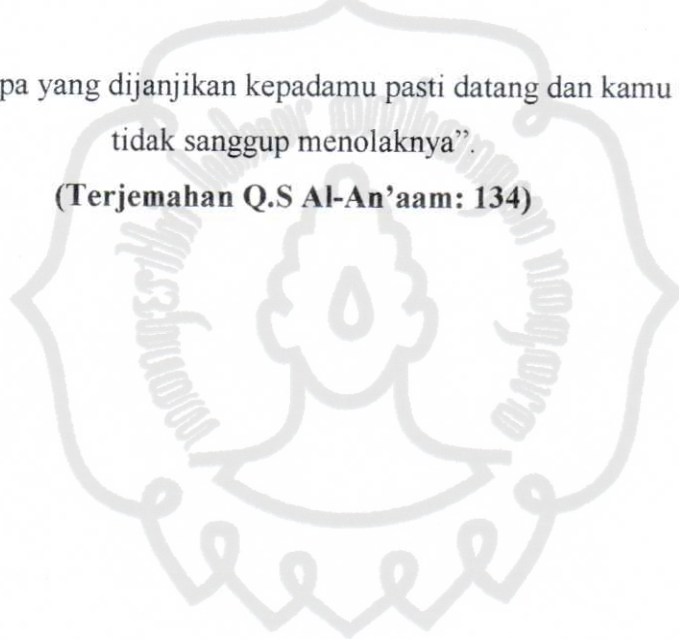 pa yang dijanjikan kepadamu pasti datang dan kamu
tidak sanggup menolaknya”.
(Terjemahan Q.S Al-An’aam: 134)